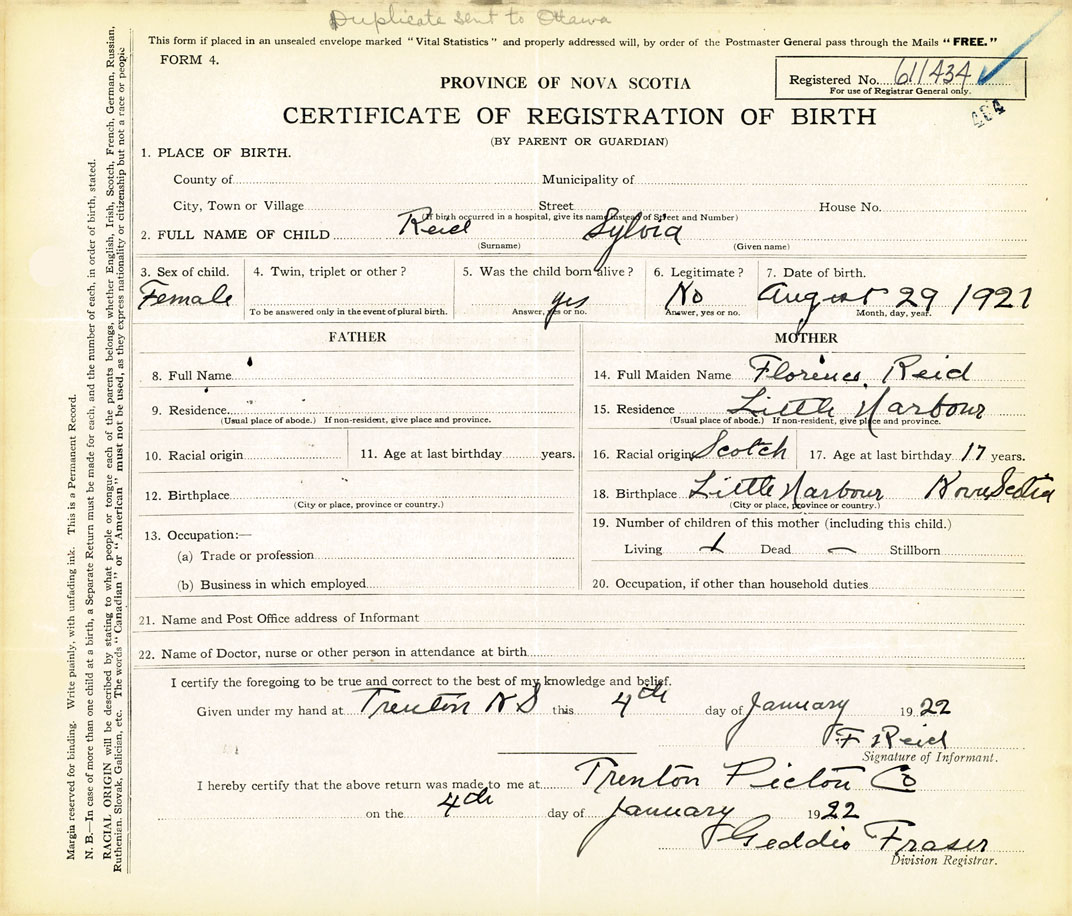 Duplicate sent to Ottawa
This form if placed in an unsealed envelope marked "Vital Statistics" and properly addressed will, by order of the Postmaster General pass through the Mails "FREE."
FORM 4.
PROVINCE OF NOVA SCOTIA
Registered No. 611434
For use of Registrar General only.
434
CERTIFICATE OF REGISTRATION OF BIRTH
(BY PARENT OR GUARDIAN)
1. PLACE OF BIRTH.
County of Municipality of
City, Town or Village Street House No.
(If birth occurred in a hospital, give its name instead of Street and Number)
2. FULL NAME OF CHILD Reid Sylvia
(Surname) (Given name)
3. Sex of child. 4. Twin, triplet or other? 5. Was the child born alive? 6. Legitimate? 7. Date of birth.
Female yes No August 29 1921
To be answered only in the event of plural birth. Answer, yes or no. Answer, yes or no. Month, day, year.
FATHER MOTHER
8. Full Name 14. Full Maiden Name Florence Reid
9. Residence 15. Residence Little Harbour
(Usual place of abode.) If non-resident, give place and province. (Usual place of abode.) If non-resident, give place and province.
10. Racial origin 11. Age at last birthday years. 16. Racial origin Scotch 17. Age at last birthday 17 years.
12. Birthplace 18. Birthplace Little Harbour Nova Scotia
(City or place, province or country.) (City or place, province or country.)
13. Occupation:— 19. Number of children of this mother (including this child.)
(a) Trade or profession Living 1 Dead — Stillborn
(b) Business in which employed 20. Occupation, if other than household duties
21. Name and Post Office address of Informant
22. Name of Doctor, nurse or other person in attendance at birth
I certify the foregoing to be true and correct to the best of my knowledge and belief.
Given under my hand at Trenton N S this 4th day of January 1922
F Reid
Signature of Informant.
I hereby certify that the above return was made to me at Trenton Pictou Co
on the 4th day of January 1922
Geddie Fraser
Division Registrar.
Margin reserved for binding. Write plainly, with unfading ink. This is a Permanent Record.
N. B.—In case of more than one child at a birth, a Separate Return must be made for each, and the number of each, in order of birth, stated.
RACIAL ORIGIN will be described by stating to what people or tongue each of the parents belongs, whether English, Irish, Scotch, French, German, Russian,
Ruthenian, Slovak, Galician, etc. The words "Canadian" or "American" must not be used, as they express nationality or citizenship but not a race or people